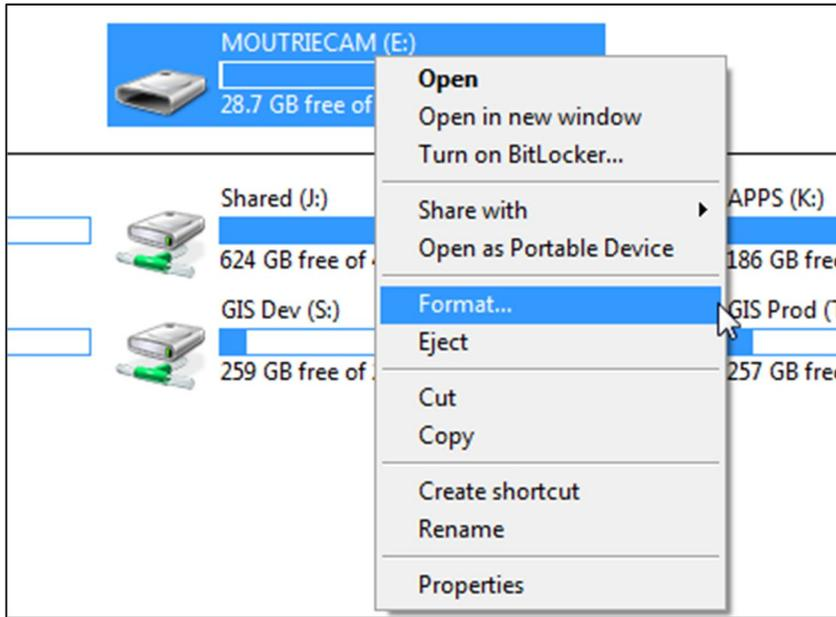 MOUTRIECAM (E:)
28.7 GB free of
Open
Open in new window
Turn on BitLocker...
Share with
Open as Portable Device
Format...
Eject
Cut
Copy
Create shortcut
Rename
Properties
Shared (J:)
624 GB free of
GIS Dev (S:)
259 GB free of
APPS (K:)
186 GB free
GIS Prod (T
257 GB free